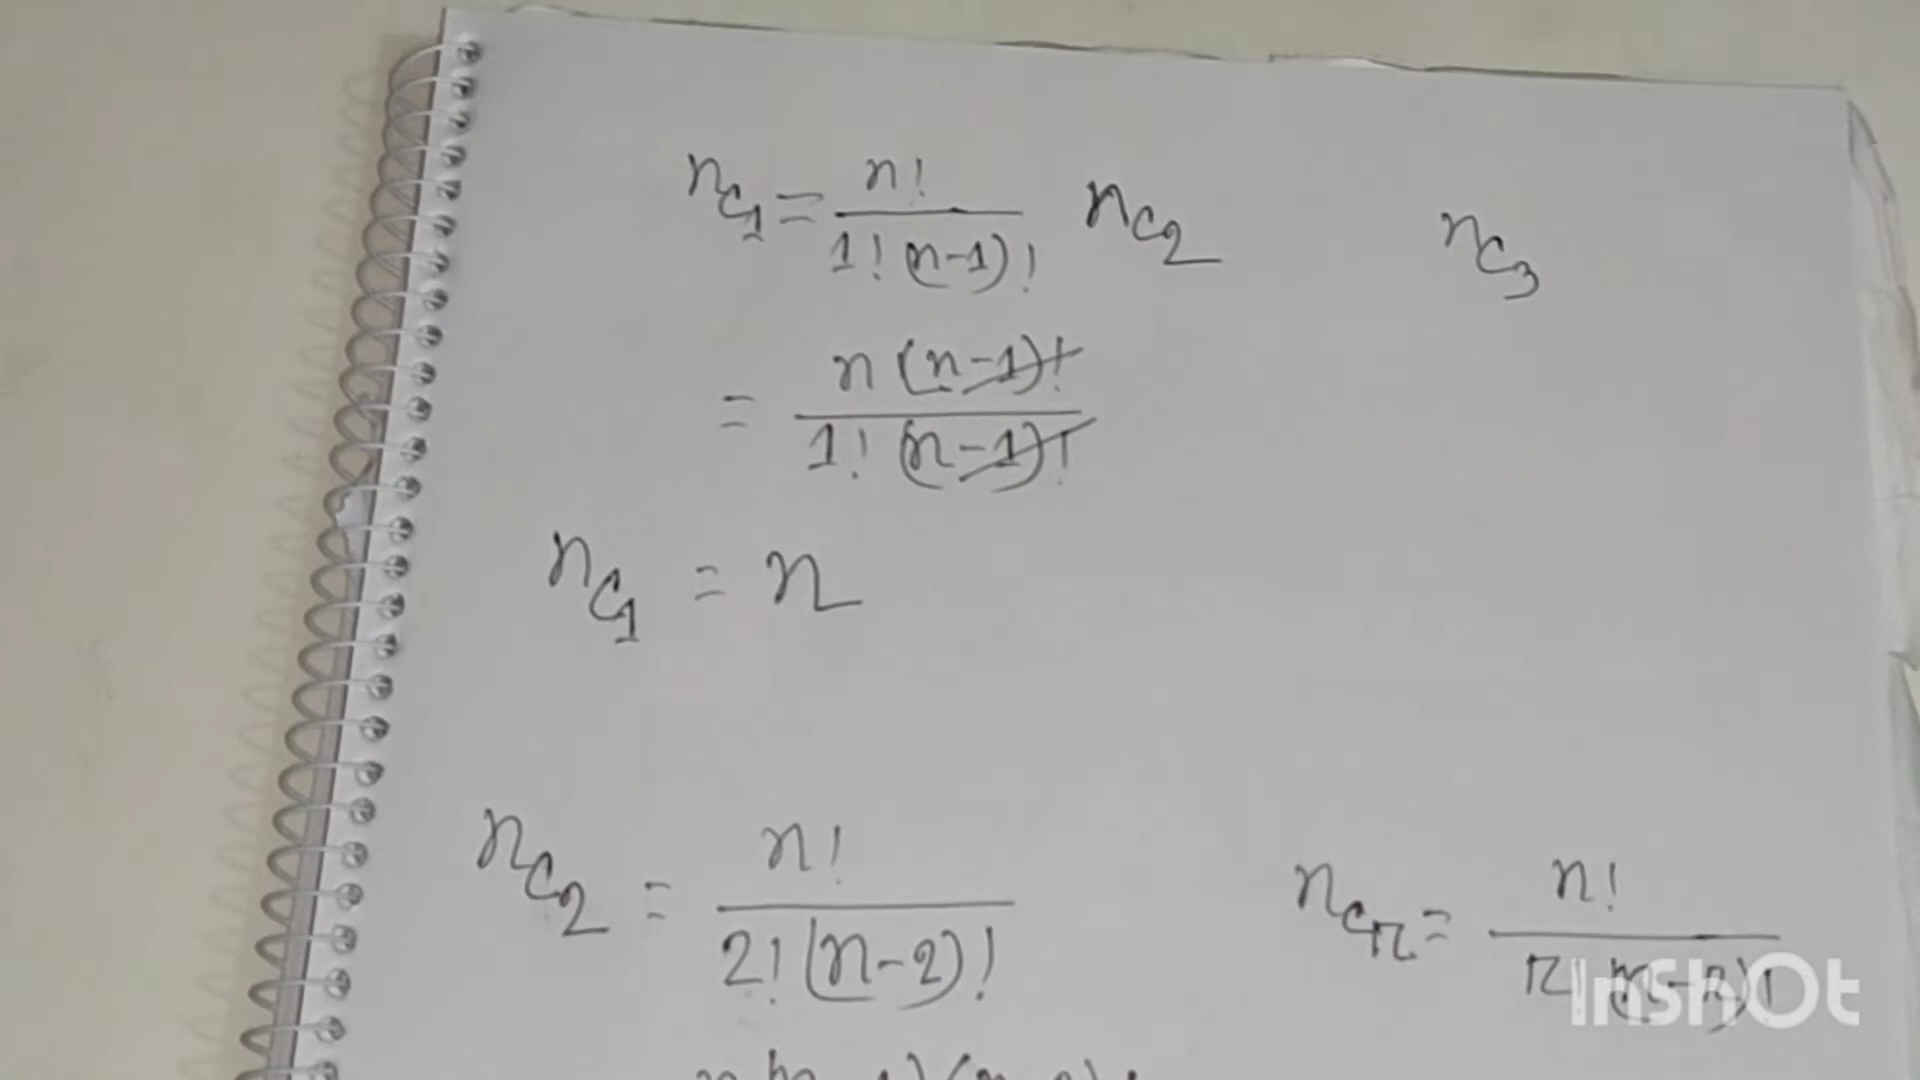 nC1 = n! / 1! (n-1)!   nC2   nC3
= n (n-1)! / 1! (n-1)!
nC1 = n
nC2 = n! / 2! (n-2)!   nCr = n! / r! (n-r)!
InShOt